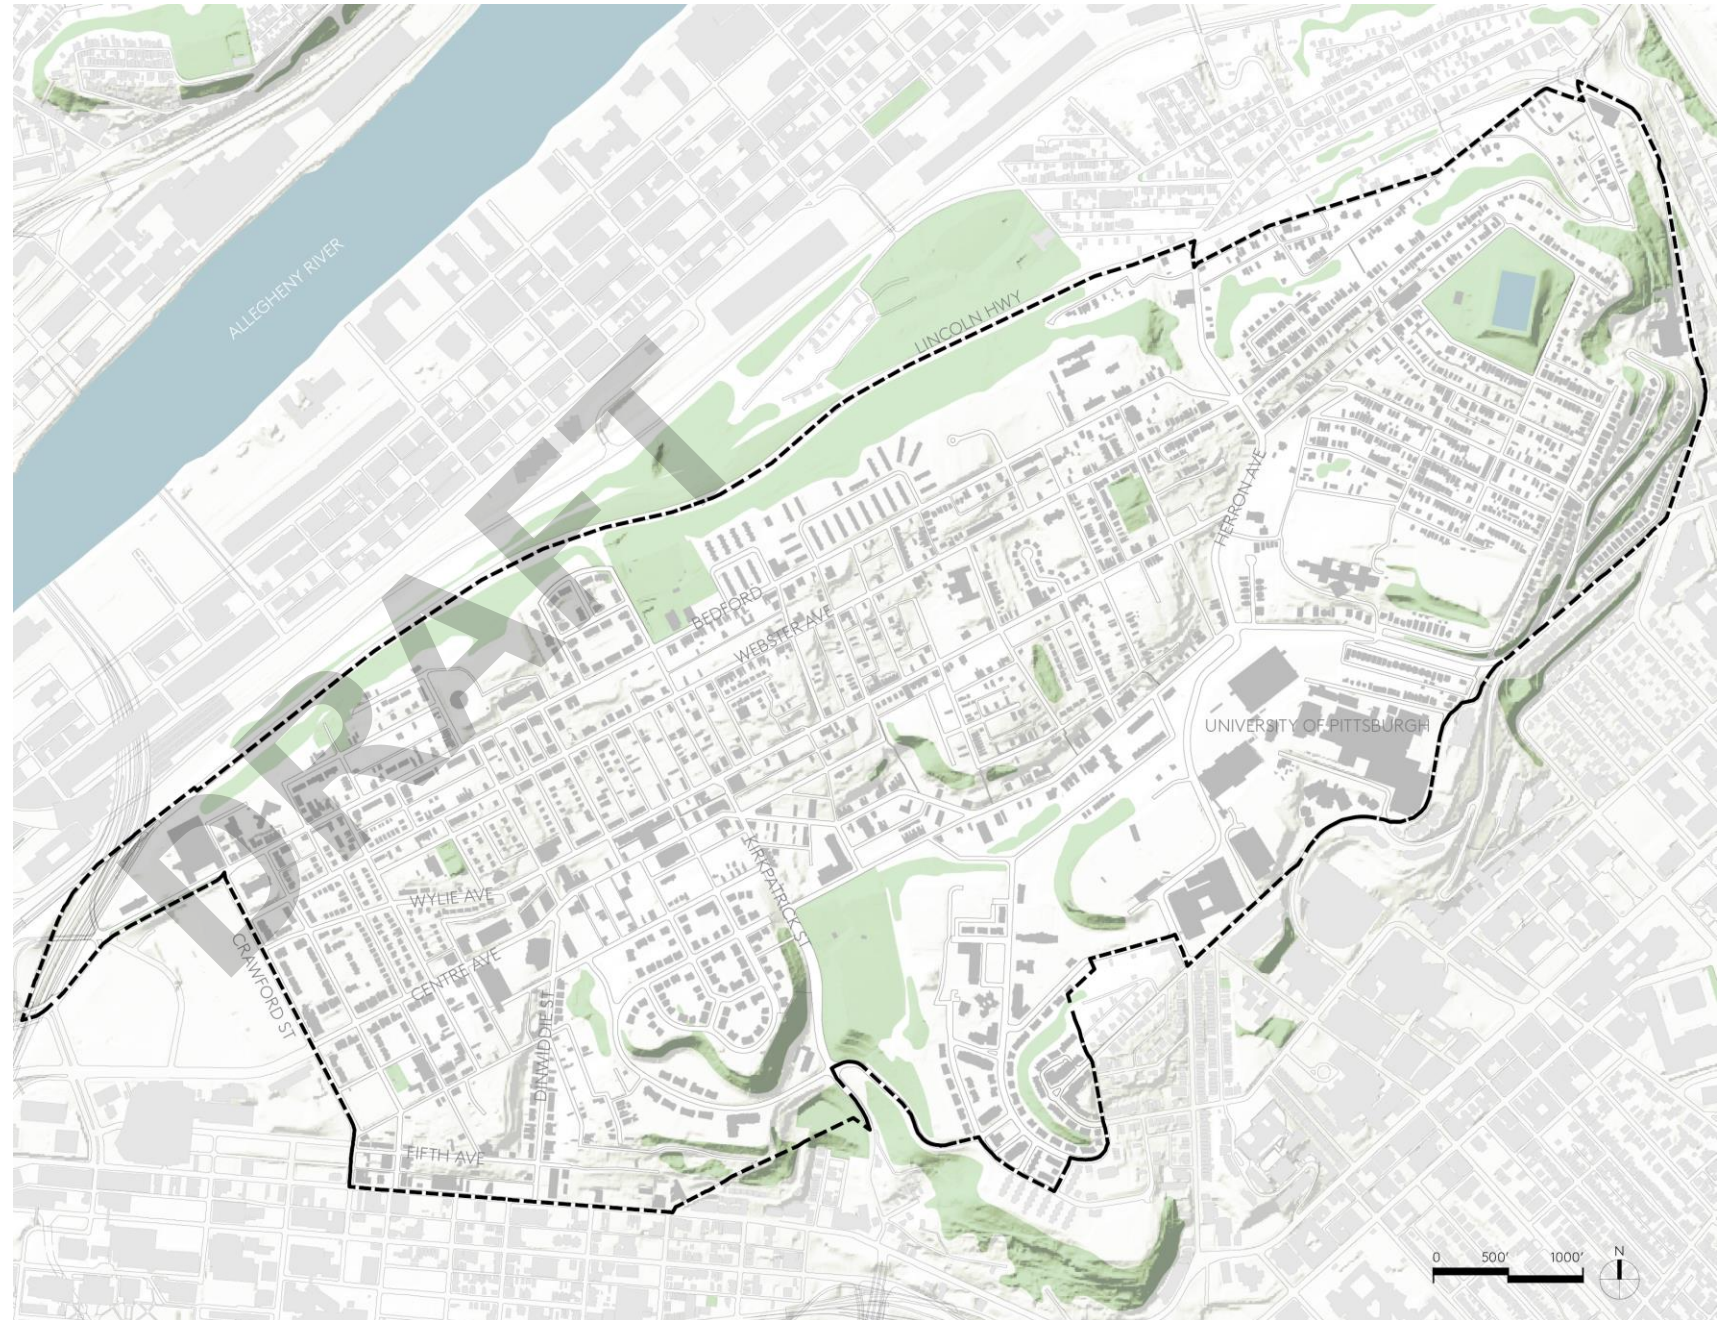 ALLEGHENY RIVER
LINCOLN HWY
HERRON AVE
BEDFORD
WEBSTER AVE
UNIVERSITY OF PITTSBURGH
DRAFT
KIRKPATRICK ST
WYLIE AVE
CRAWFORD ST
CENTRE AVE
DINWIDDIE ST
FIFTH AVE
0 500' 1000'
N